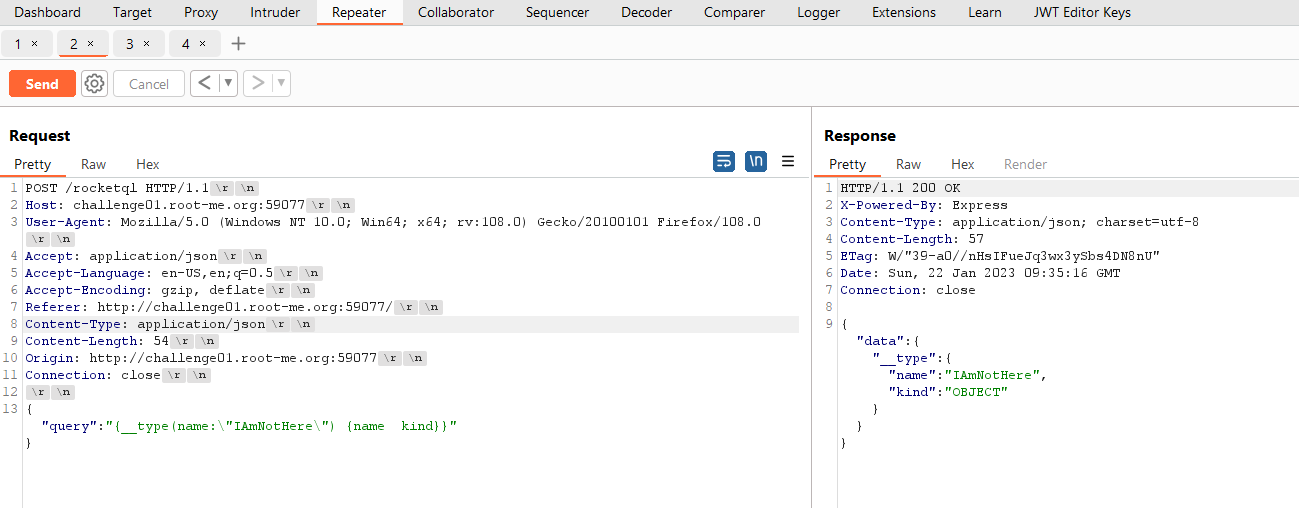 Dashboard Target Proxy Intruder Repeater Collaborator Sequencer Decoder Comparer Logger Extensions Learn JWT Editor Keys
1 × 2 × 3 × 4 × +
Send Cancel < ▼ > ▼
Request
Pretty Raw Hex
\n
1 POST /rocketql HTTP/1.1 \r \n
2 Host: challenge01.root-me.org:59077 \r \n
3 User-Agent: Mozilla/5.0 (Windows NT 10.0; Win64; x64; rv:108.0) Gecko/20100101 Firefox/108.0
\r \n
4 Accept: application/json \r \n
5 Accept-Language: en-US,en;q=0.5 \r \n
6 Accept-Encoding: gzip, deflate \r \n
7 Referer: http://challenge01.root-me.org:59077/ \r \n
8 Content-Type: application/json \r \n
9 Content-Length: 54 \r \n
10 Origin: http://challenge01.root-me.org:59077 \r \n
11 Connection: close \r \n
12 \r \n
13 {
"query":"{__type(name:\"IAmNotHere\") {name  kind}}"
}
Response
Pretty Raw Hex Render
1 HTTP/1.1 200 OK
2 X-Powered-By: Express
3 Content-Type: application/json; charset=utf-8
4 Content-Length: 57
5 ETag: W/"39-aO//nHsIFueJq3wx3ySbs4DN8nU"
6 Date: Sun, 22 Jan 2023 09:35:16 GMT
7 Connection: close
8
9 {
"data":{
"__type":{
"name":"IAmNotHere",
"kind":"OBJECT"
}
}
}